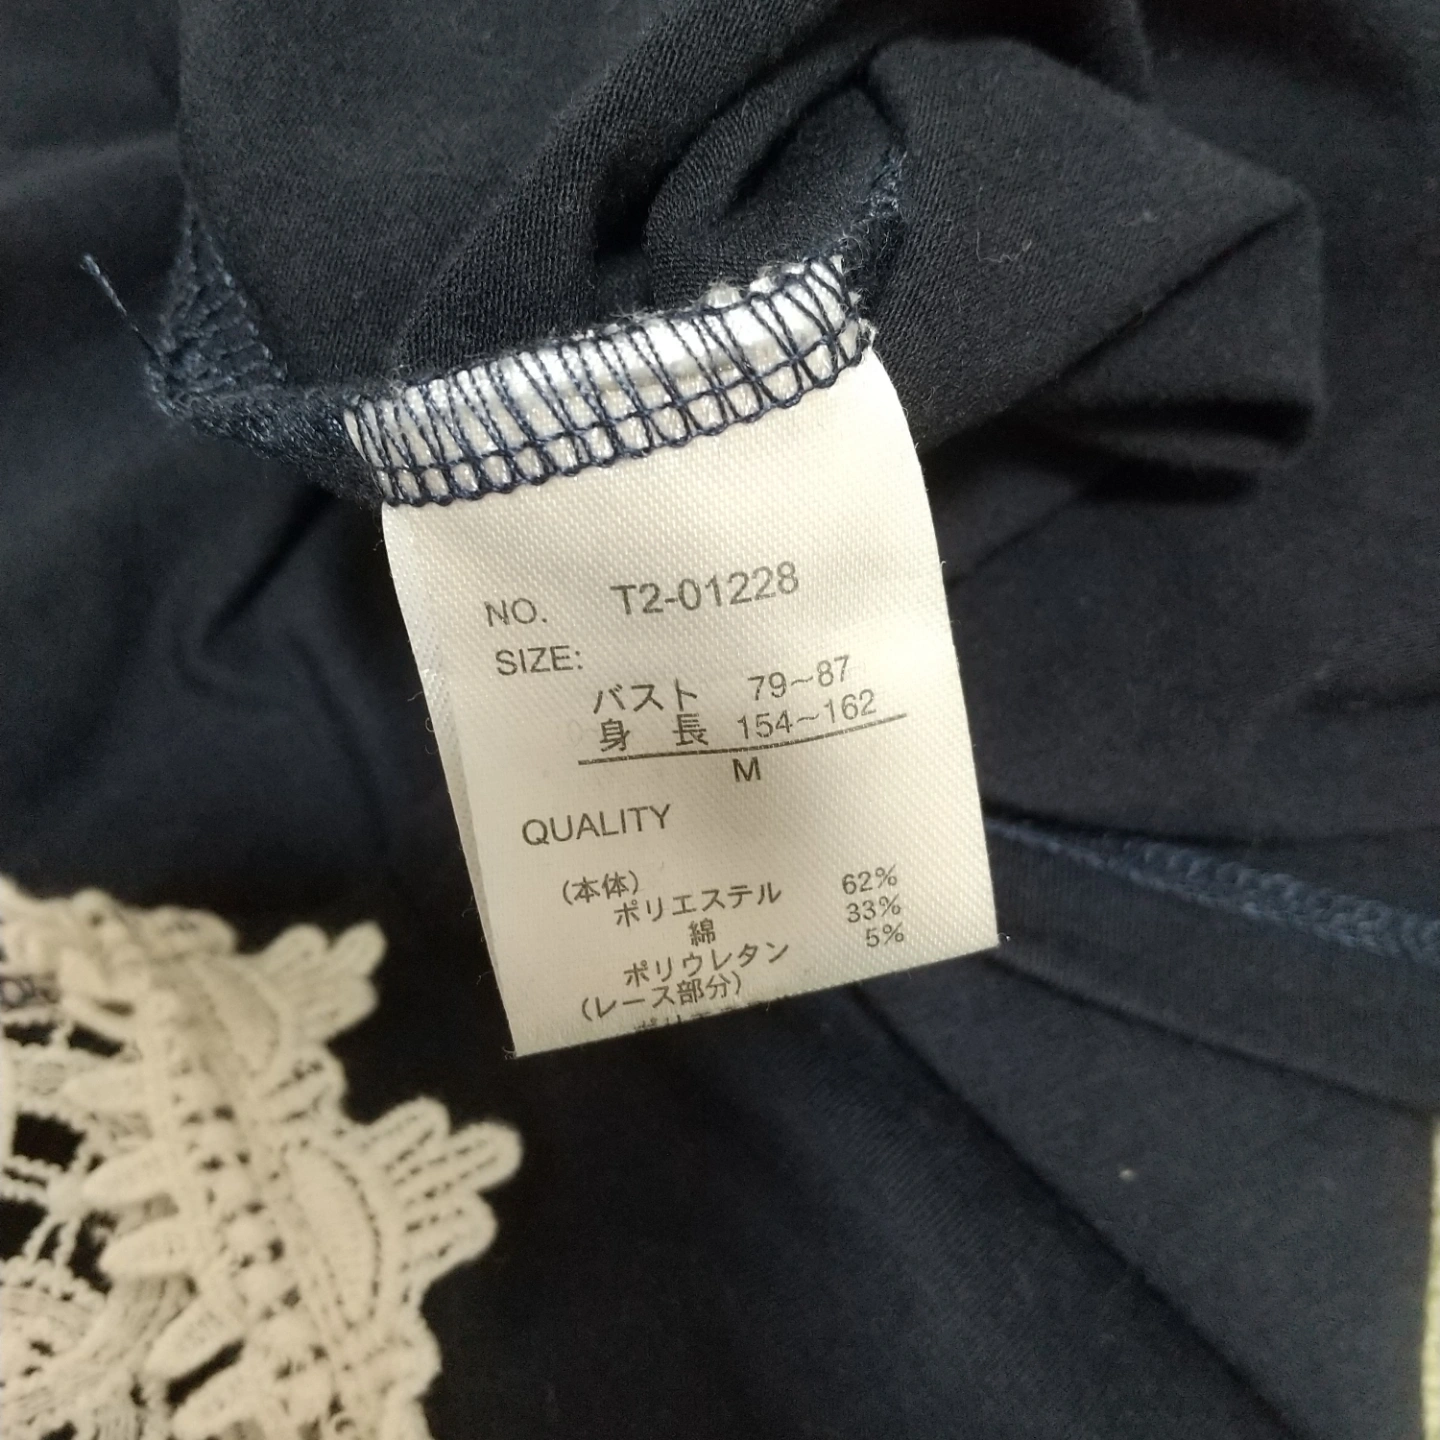 NO. T2-01228
SIZE:
バスト 79~87
身 長 154~162
M
QUALITY
(本体)
ポリエステル 62%
綿 33%
ポリウレタン 5%
(レース部分)